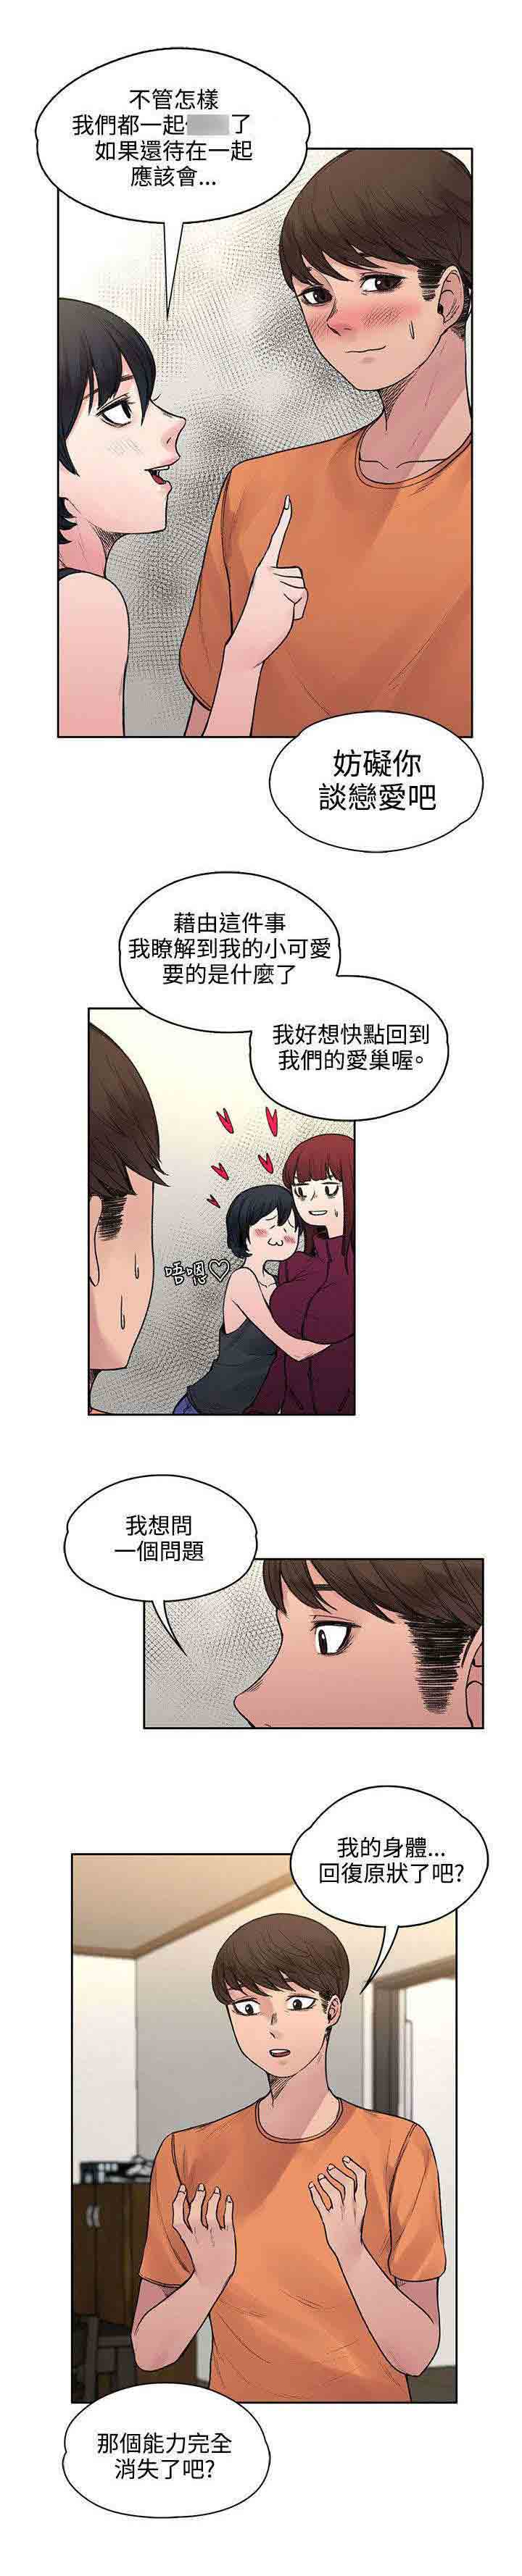 不管怎樣
我們都一起 了
如果還待在一起
應該會…
妨礙你
談戀愛吧
藉由這件事
我瞭解到我的小可愛
要的是什麼了
我好想快點回到
我們的愛巢喔。
唔嗯♡
我想問
一個問題
我的身體…
回復原狀了吧?
那個能力完全
消失了吧?